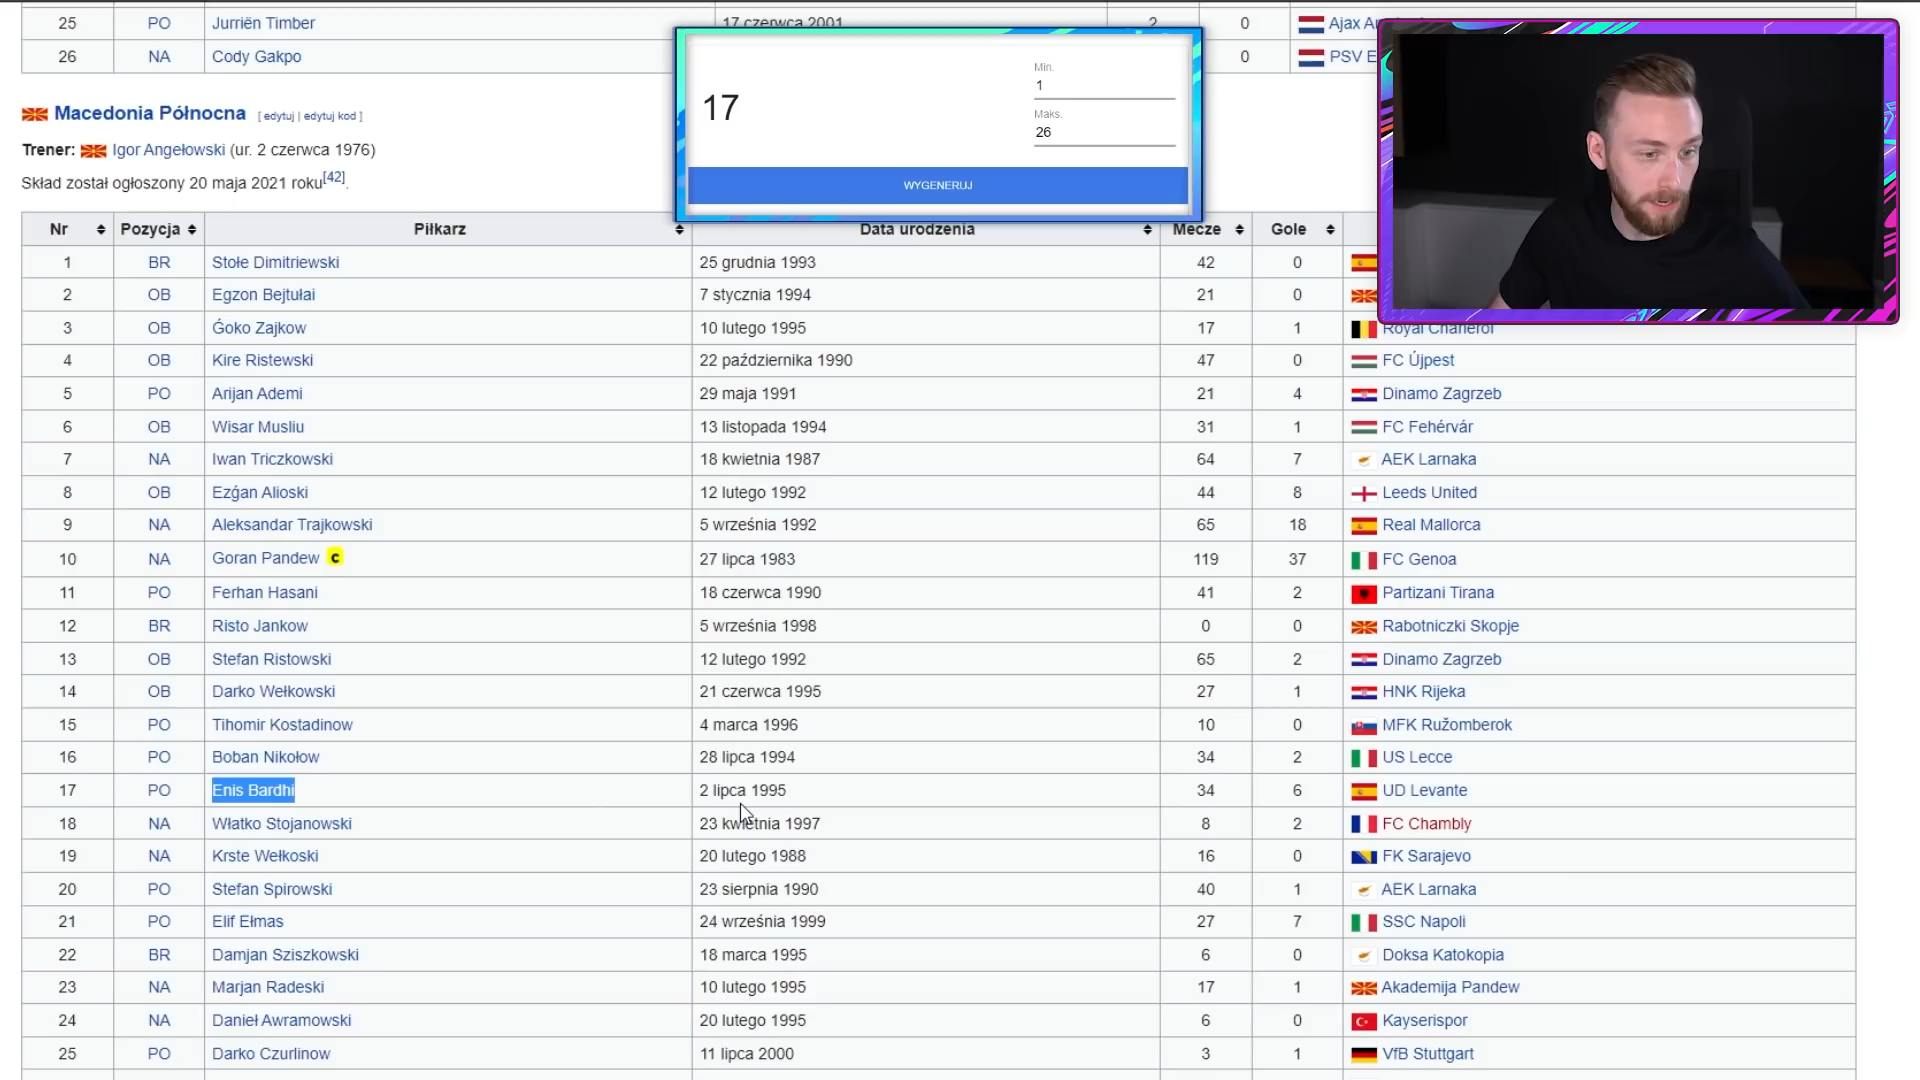 25 PO Jurriën Timber 17 czerwca 2001 2 0 Ajax
26 NA Cody Gakpo 0 PSV
17
Min.
1
Maks.
26
WYGENERUJ
Macedonia Północna [ edytuj | edytuj kod ]
Trener: Igor Angełowski (ur. 2 czerwca 1976)
Skład został ogłoszony 20 maja 2021 roku[42].
Nr Pozycja Piłkarz Data urodzenia Mecze Gole
1 BR Stołe Dimitriewski 25 grudnia 1993 42 0
2 OB Egzon Bejtułai 7 stycznia 1994 21 0
3 OB Ǵoko Zajkow 10 lutego 1995 17 1 Royal Charleroi
4 OB Kire Ristewski 22 października 1990 47 0 FC Újpest
5 PO Arijan Ademi 29 maja 1991 21 4 Dinamo Zagrzeb
6 OB Wisar Musliu 13 listopada 1994 31 1 FC Fehérvár
7 NA Iwan Triczkowski 18 kwietnia 1987 64 7 AEK Larnaka
8 OB Ezǵan Alioski 12 lutego 1992 44 8 Leeds United
9 NA Aleksandar Trajkowski 5 września 1992 65 18 Real Mallorca
10 NA Goran Pandew c 27 lipca 1983 119 37 FC Genoa
11 PO Ferhan Hasani 18 czerwca 1990 41 2 Partizani Tirana
12 BR Risto Jankow 5 września 1998 0 0 Rabotniczki Skopje
13 OB Stefan Ristowski 12 lutego 1992 65 2 Dinamo Zagrzeb
14 OB Darko Wełkowski 21 czerwca 1995 27 1 HNK Rijeka
15 PO Tihomir Kostadinow 4 marca 1996 10 0 MFK Ružomberok
16 PO Boban Nikołow 28 lipca 1994 34 2 US Lecce
17 PO Enis Bardhi 2 lipca 1995 34 6 UD Levante
18 NA Włatko Stojanowski 23 kwietnia 1997 8 2 FC Chambly
19 NA Krste Wełkoski 20 lutego 1988 16 0 FK Sarajevo
20 PO Stefan Spirowski 23 sierpnia 1990 40 1 AEK Larnaka
21 PO Elif Ełmas 24 września 1999 27 7 SSC Napoli
22 BR Damjan Sziszkowski 18 marca 1995 6 0 Doksa Katokopia
23 NA Marjan Radeski 10 lutego 1995 17 1 Akademija Pandew
24 NA Danieł Awramowski 20 lutego 1995 6 0 Kayserispor
25 PO Darko Czurlinow 11 lipca 2000 3 1 VfB Stuttgart